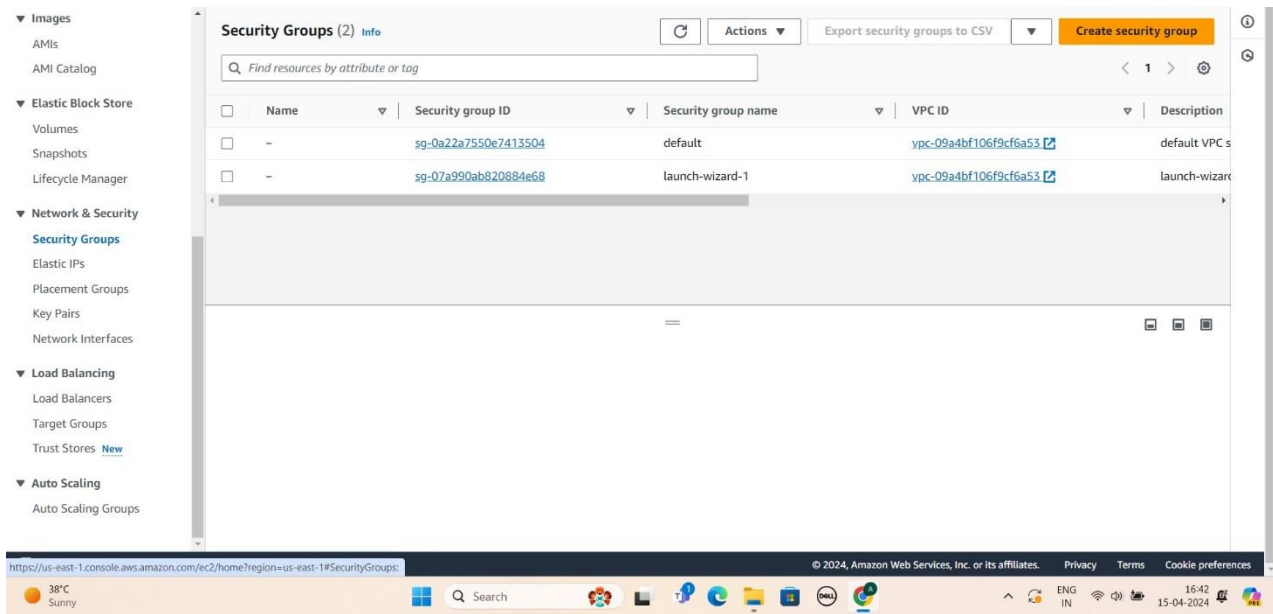 Images
AMIs
AMI Catalog
Elastic Block Store
Volumes
Snapshots
Lifecycle Manager
Network & Security
Security Groups
Elastic IPs
Placement Groups
Key Pairs
Network Interfaces
Load Balancing
Load Balancers
Target Groups
Trust Stores New
Auto Scaling
Auto Scaling Groups
Security Groups (2) Info
Actions
Export security groups to CSV
Create security group
Find resources by attribute or tag
1
Name Security group ID Security group name VPC ID Description
– sg-0a22a7550e7413504 default vpc-09a4bf106f9cf6a53 default VPC s
– sg-07a990ab820884e68 launch-wizard-1 vpc-09a4bf106f9cf6a53 launch-wizard
https://us-east-1.console.aws.amazon.com/ec2/home?region=us-east-1#SecurityGroups:
© 2024, Amazon Web Services, Inc. or its affiliates. Privacy Terms Cookie preferences
38°C
Sunny
Search
1
DELL
A
ENG
IN
16:42
15-04-2024
PRE